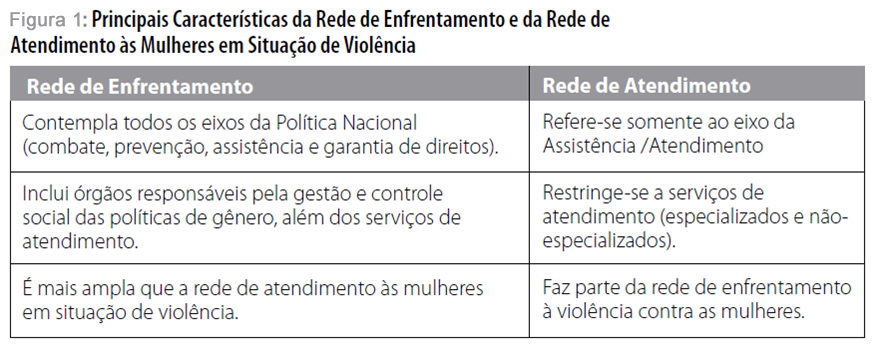 Figura 1: Principais Características da Rede de Enfrentamento e da Rede de
Atendimento às Mulheres em Situação de Violência
Rede de Enfrentamento
Rede de Atendimento
Contempla todos os eixos da Política Nacional
(combate, prevenção, assistência e garantia de direitos).
Refere-se somente ao eixo da
Assistência /Atendimento
Inclui órgãos responsáveis pela gestão e controle
social das políticas de gênero, além dos serviços de
atendimento.
Restringe-se a serviços de
atendimento (especializados e não-
especializados).
É mais ampla que a rede de atendimento às mulheres
em situação de violência.
Faz parte da rede de enfrentamento
à violência contra as mulheres.